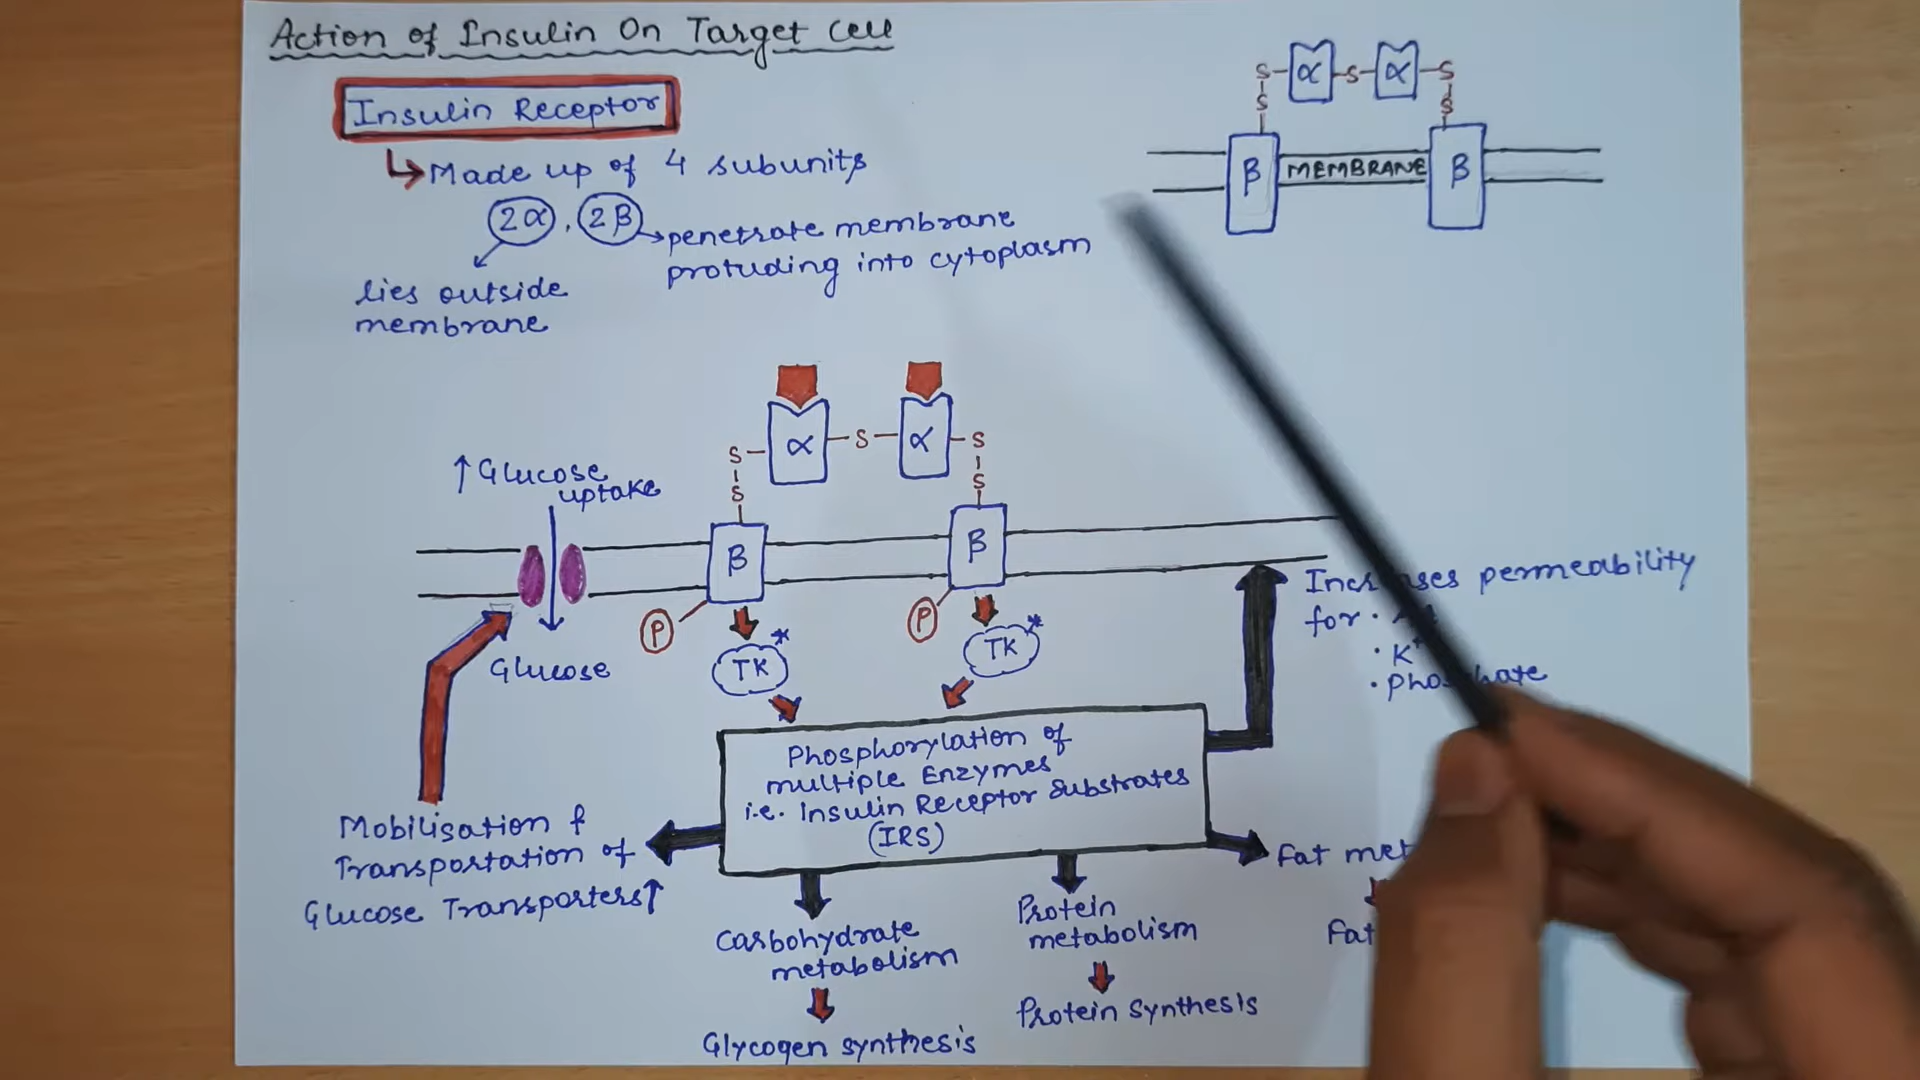 Action of Insulin On Target Cell
Insulin Receptor
Made up of 4 subunits
2α, 2β
penetrate membrane
protuding into cytoplasm
lies outside
membrane
S α S α S
S S
β MEMBRANE β
α S α S
S
S S
↑ Glucose
uptake
β β
P P
TK* TK*
Glucose
permeability
for ·
· K+
·
Phosphorylation of
multiple Enzymes
i.e. Insulin Receptor Substrates
(IRS)
Mobilisation &
Transportation of
Glucose Transporters↑
Carbohydrate
metabolism
Glycogen synthesis
Protein
metabolism
Protein Synthesis
Fat
Fat